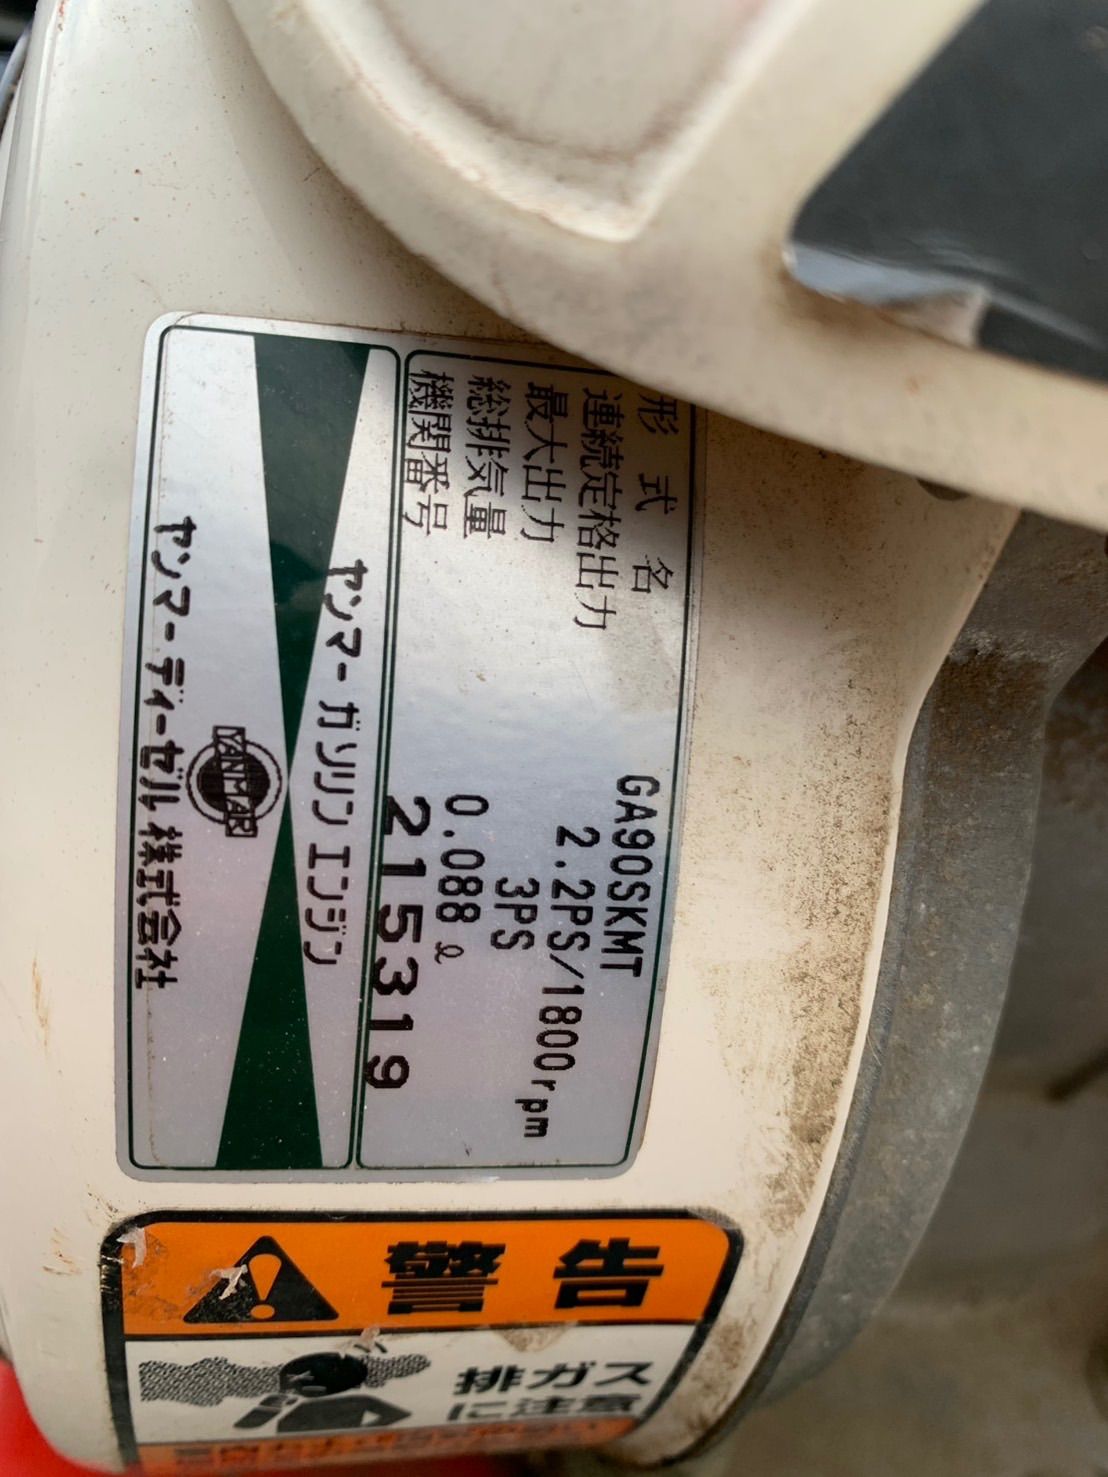 形式名 GA90SKMT
連続定格出力 2.2PS/1800rpm
最大出力 3PS
総排気量 0.088ℓ
機関番号 215319
ヤンマーガソリンエンジン
YANMAR
ヤンマーディーゼル株式会社
警告
排ガス
に注意